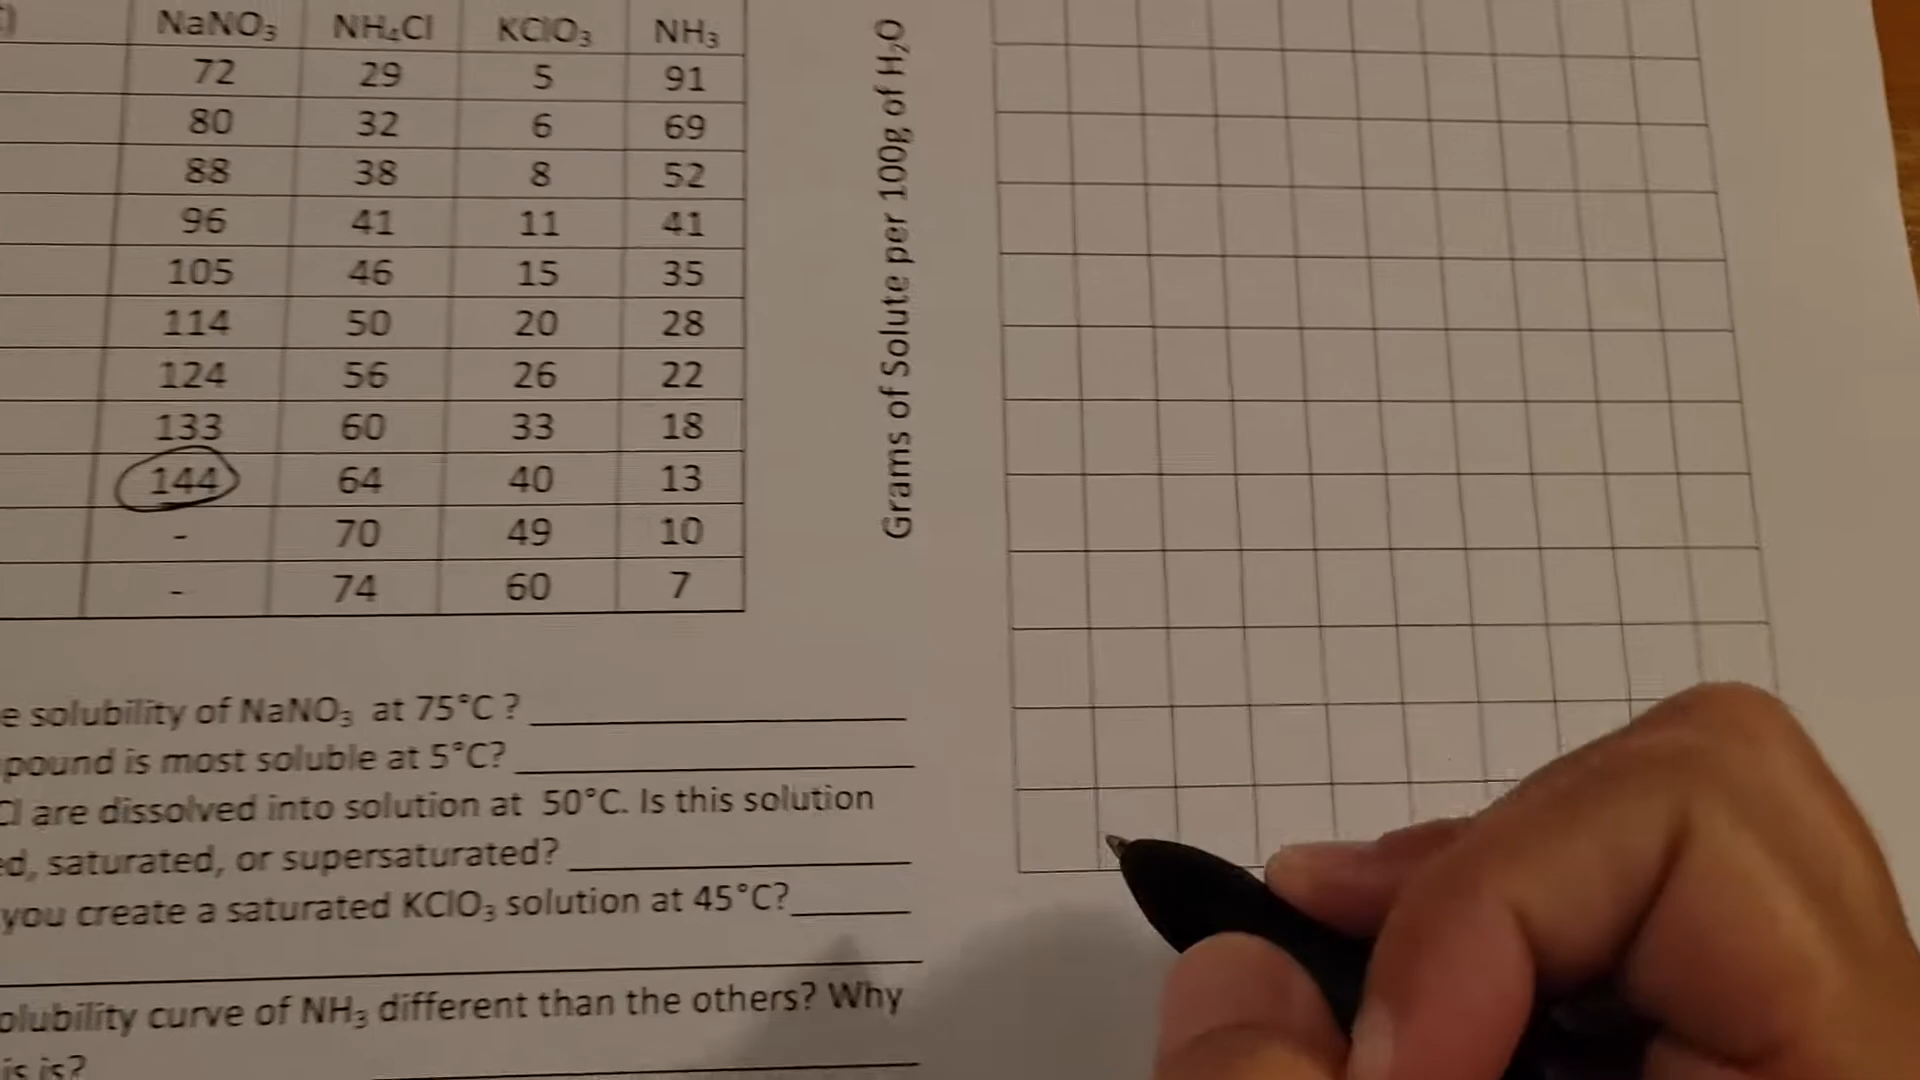 NaNO₃ NH₄Cl KClO₃ NH₃
72 29 5 91
80 32 6 69
88 38 8 52
96 41 11 41
105 46 15 35
114 50 20 28
124 56 26 22
133 60 33 18
144 64 40 13
- 70 49 10
- 74 60 7
Grams of Solute per 100g of H₂O
e solubility of NaNO₃ at 75°C ?
pound is most soluble at 5°C?
Cl are dissolved into solution at 50°C. Is this solution
ed, saturated, or supersaturated?
you create a saturated KClO₃ solution at 45°C?
olubility curve of NH₃ different than the others? Why
is is?